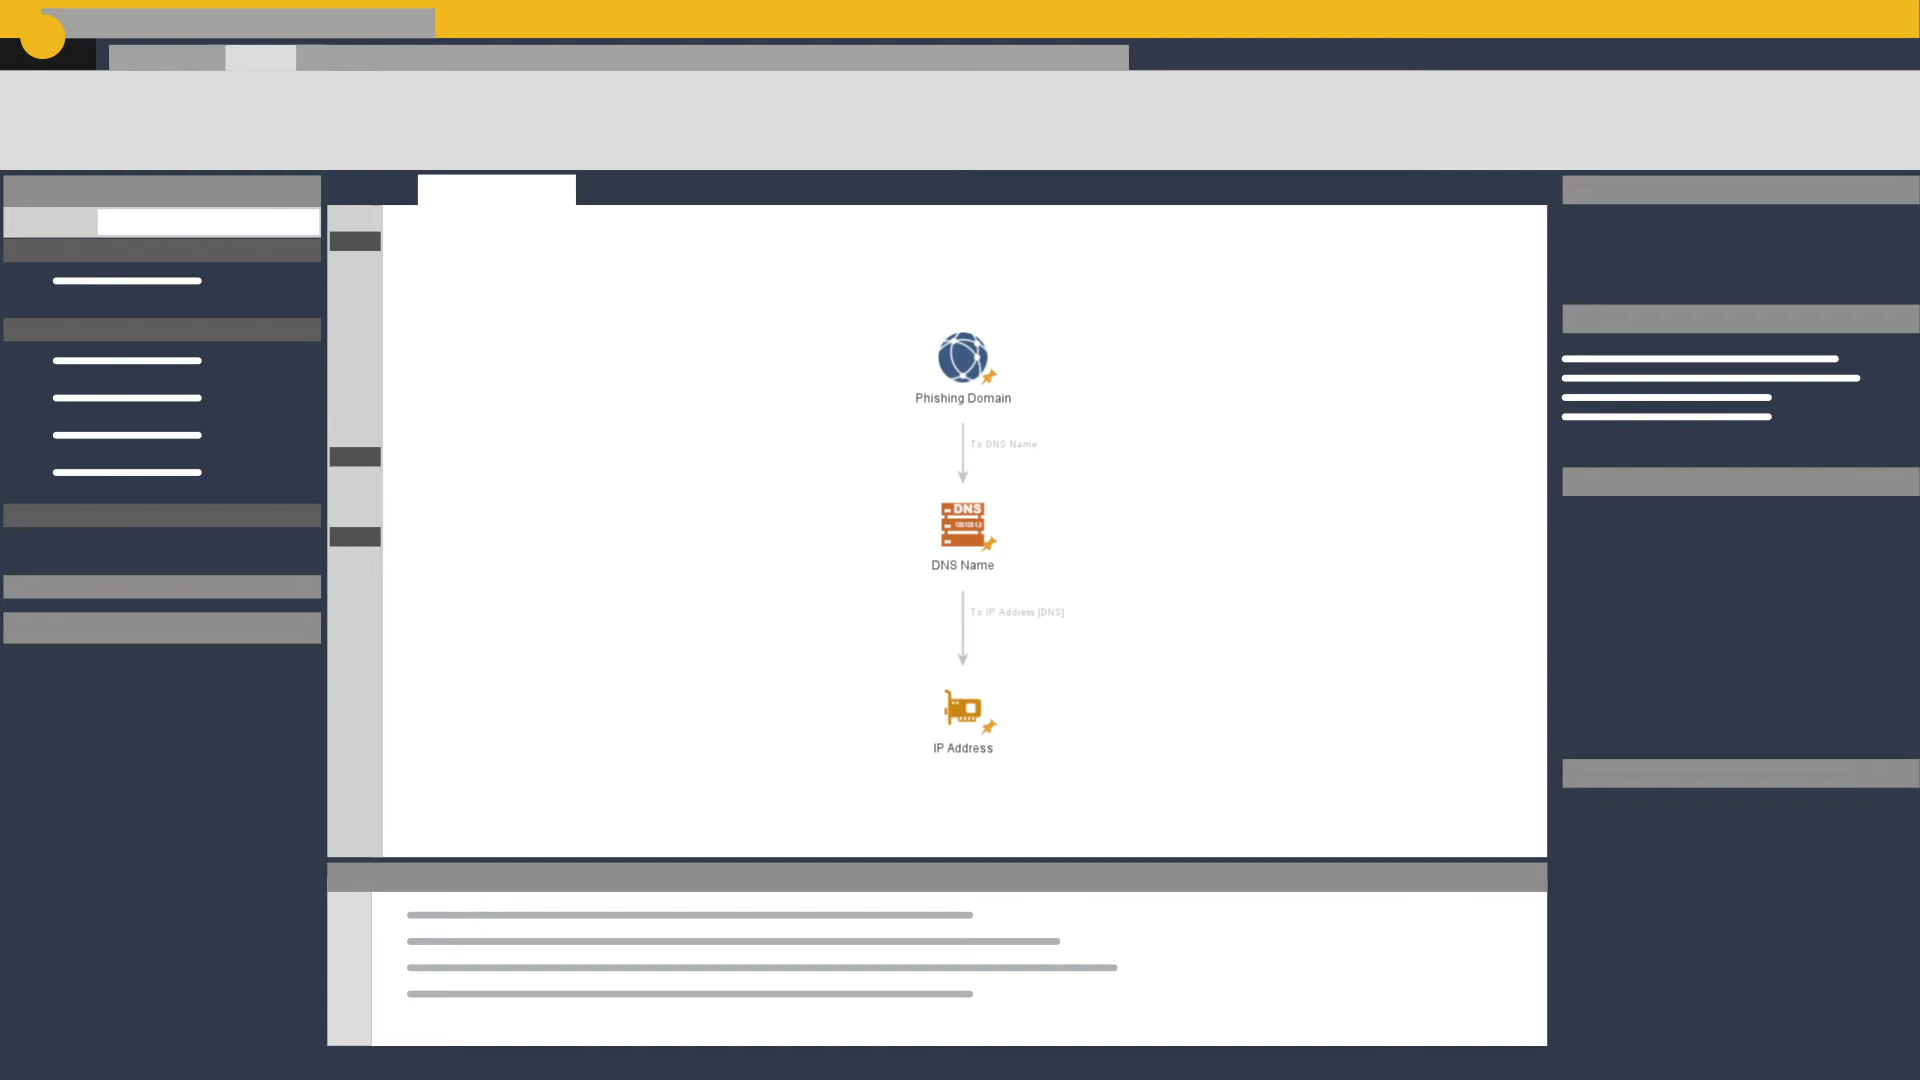 Phishing Domain
To DNS Name
DNS
DNS Name
To IP Address [DNS]
IP Address